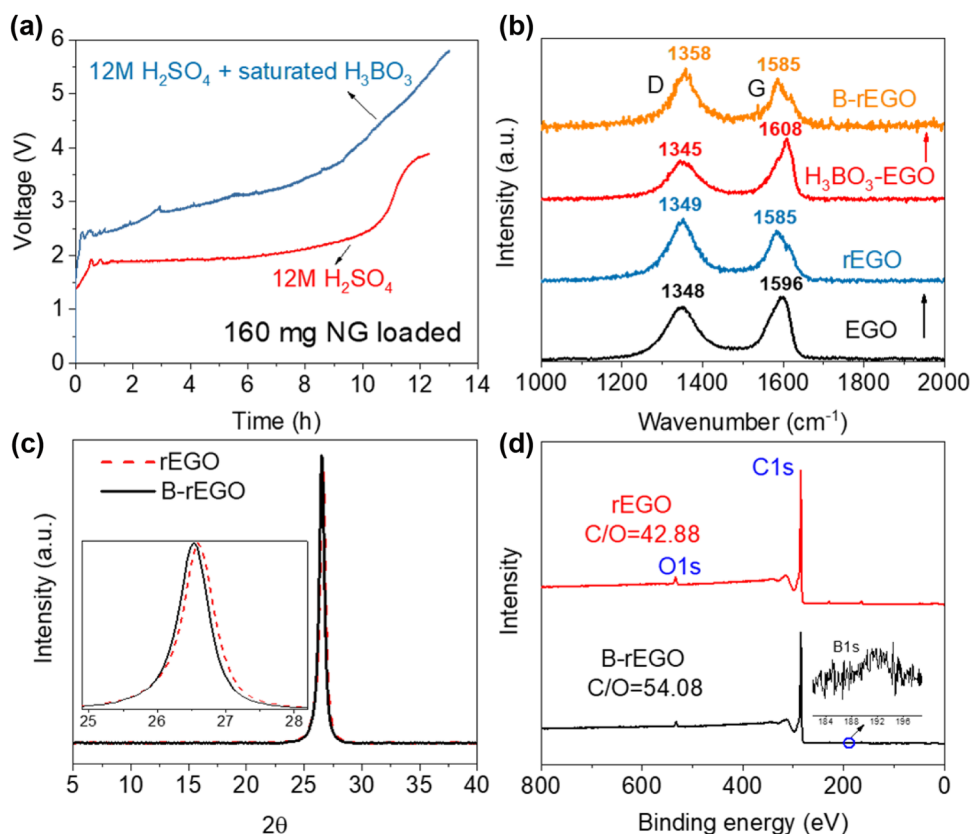 (a)
12M H₂SO₄ + saturated H₃BO₃
12M H₂SO₄
160 mg NG loaded
Voltage (V)
6
5
4
3
2
1
0
0 2 4 6 8 10 12 14
Time (h)
(b)
1358
1585
D
G
B-rEGO
1345
1608
H₃BO₃-EGO
1349
1585
rEGO
1348
1596
EGO
Intensity (a.u.)
1000 1200 1400 1600 1800 2000
Wavenumber (cm⁻¹)
(c)
rEGO
B-rEGO
25 26 27 28
Intensity (a.u.)
5 10 15 20 25 30 35 40
2θ
(d)
C1s
rEGO
C/O=42.88
O1s
B-rEGO
C/O=54.08
B1s
184 188 192 196
Intensity
800 600 400 200 0
Binding energy (eV)